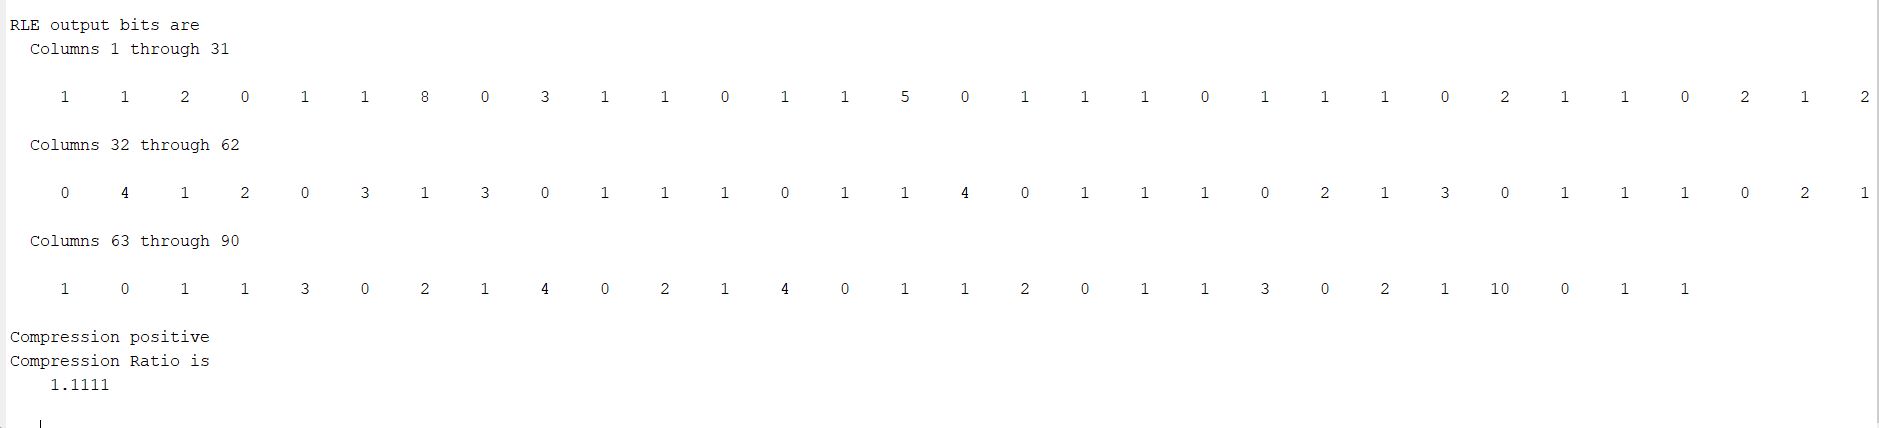 RLE output bits are
Columns 1 through 31
1 1 2 0 1 1 8 0 3 1 1 0 1 1 5 0 1 1 1 0 1 1 1 0 2 1 1 0 2 1 2
Columns 32 through 62
0 4 1 2 0 3 1 3 0 1 1 1 0 1 1 4 0 1 1 1 0 2 1 3 0 1 1 1 0 2 1
Columns 63 through 90
1 0 1 1 3 0 2 1 4 0 2 1 4 0 1 1 2 0 1 1 3 0 2 1 10 0 1 1
Compression positive
Compression Ratio is
1.1111